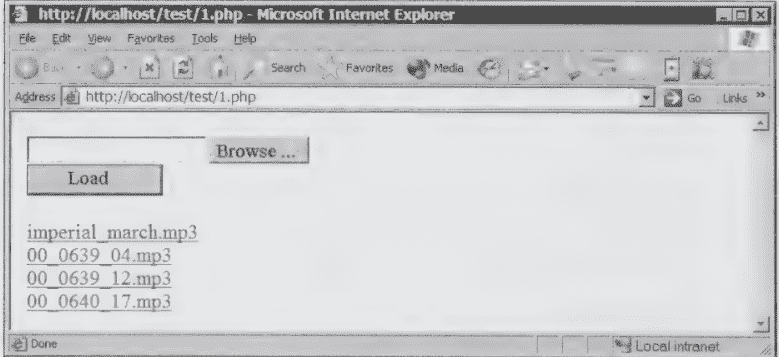 http://localhost/test/1.php - Microsoft Internet Explorer
File Edit View Favorites Tools Help
Back Search Favorites Media
Address http://localhost/test/1.php Go Links »
Browse ...
Load
imperial_march.mp3
00_0639_04.mp3
00_0639_12.mp3
00_0640_17.mp3
Done Local intranet